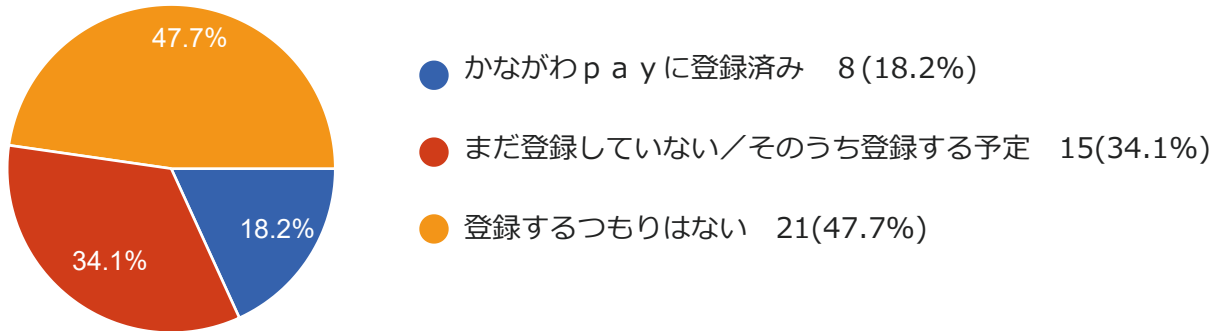 47.7%
34.1%
18.2%
かながわｐａｙに登録済み　8(18.2%)
まだ登録していない／そのうち登録する予定　15(34.1%)
登録するつもりはない　21(47.7%)